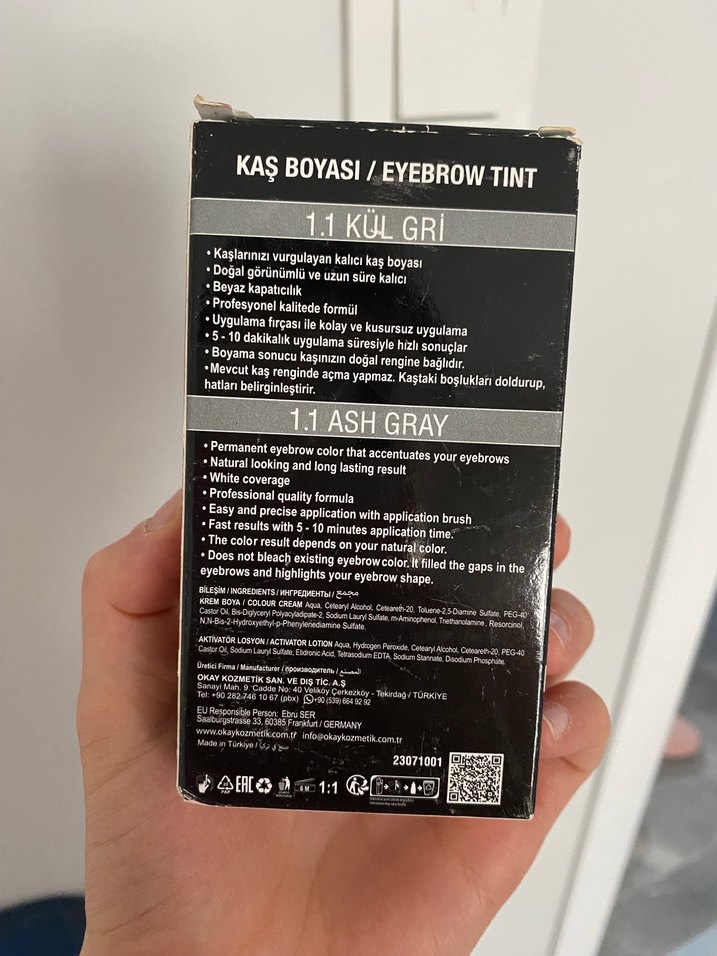 KAŞ BOYASI / EYEBROW TINT
1.1 KÜL GRİ
• Kaşlarınızı vurgulayan kalıcı kaş boyası
• Doğal görünümlü ve uzun süre kalıcı
• Beyaz kapatıcılık
• Profesyonel kalitede formül
• Uygulama fırçası ile kolay ve kusursuz uygulama
• 5 - 10 dakikalık uygulama süresiyle hızlı sonuçlar
• Boyama sonucu kaşınızın doğal rengine bağlıdır.
• Mevcut kaş renginde açma yapmaz. Kaştaki boşlukları doldurup,
hatları belirginleştirir.
1.1 ASH GRAY
• Permanent eyebrow color that accentuates your eyebrows
• Natural looking and long lasting result
• White coverage
• Professional quality formula
• Easy and precise application with application brush
• Fast results with 5 - 10 minutes application time.
• The color result depends on your natural color.
• Does not bleach existing eyebrow color. It filled the gaps in the
eyebrows and highlights your eyebrow shape.
BİLEŞİM / INGREDIENTS / ИНГРЕДИЕНТЫ / مجمع
KREM BOYA / COLOUR CREAM Aqua, Cetearyl Alcohol, Ceteareth-20, Toluene-2,5-Diamine Sulfate, PEG-40
Castor Oil, Bis-Diglyceryl Polyacyladipate-2, Sodium Lauryl Sulfate, m-Aminophenol, Triethanolamine, Resorcinol,
N,N-Bis-2-Hydroxyethyl-p-Phenylenediamine Sulfate.
AKTİVATÖR LOSYON / ACTIVATOR LOTION Aqua, Hydrogen Peroxide, Cetearyl Alcohol, Ceteareth-20, PEG-40
Castor Oil, Sodium Lauryl Sulfate, Etidronic Acid, Tetrasodium EDTA, Sodium Stannate, Disodium Phosphate.
Üretici Firma / Manufacturer / производитель / المصنع
OKAY KOZMETİK SAN. VE DIŞ TİC. A.Ş
Sanayi Mah. 9. Cadde No: 40 Veliköy Çerkezköy - Tekirdağ / TÜRKİYE
Tel: +90 282 746 10 67 (pbx) +90 (539) 664 92 92
EU Responsible Person: Ebru SER
Saalburgstrasse 33, 60385 Frankfurt / GERMANY
www.okaykozmetik.com.tr info@okaykozmetik.com.tr
Made in Türkiye / صنع في تركيا
23071001
PAP EAC 6 M 1:1